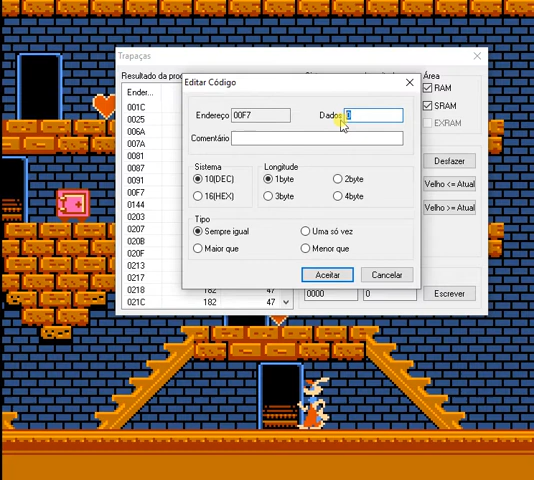 Trapaças
Resultado da proc
Área
Ender...
RAM
SRAM
EXRAM
001C
0025
006A
007A
0081
0087
0091
00F7
0144
0203
0207
020B
020F
0213
0217
0218 182 47
021C 182 47
Desfazer
Velho <= Atual
Velho >= Atual
0000 0 Escrever
Editar Código
Endereço 00F7 Dados 0
Comentário
Sistema Longitude
10(DEC) 1byte 2byte
16(HEX) 3byte 4byte
Tipo
Sempre igual Uma só vez
Maior que Menor que
Aceitar Cancelar